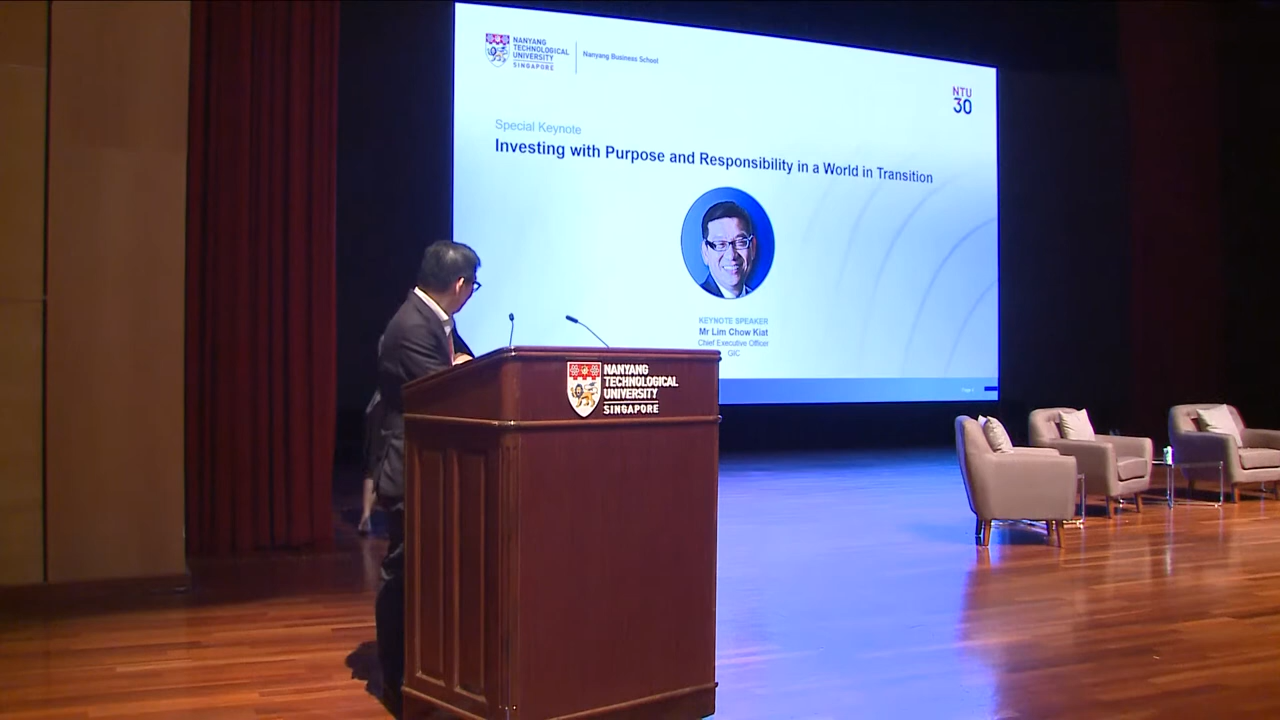 NANYANG
TECHNOLOGICAL
UNIVERSITY
SINGAPORE
Nanyang Business School
NTU
30
Special Keynote
Investing with Purpose and Responsibility in a World in Transition
KEYNOTE SPEAKER
Mr Lim Chow Kiat
Chief Executive Officer
GIC
NANYANG
TECHNOLOGICAL
UNIVERSITY
SINGAPORE